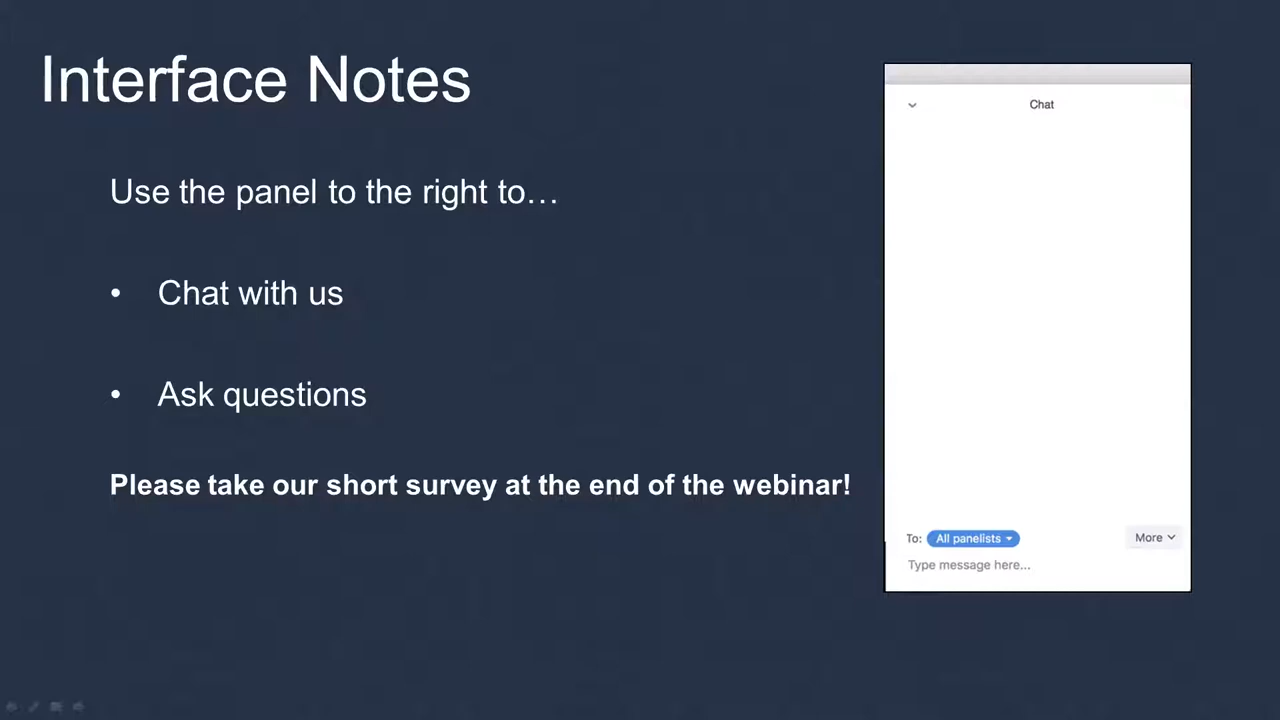 Interface Notes
Use the panel to the right to…
• Chat with us
• Ask questions
Please take our short survey at the end of the webinar!
Chat
To: All panelists
More
Type message here...